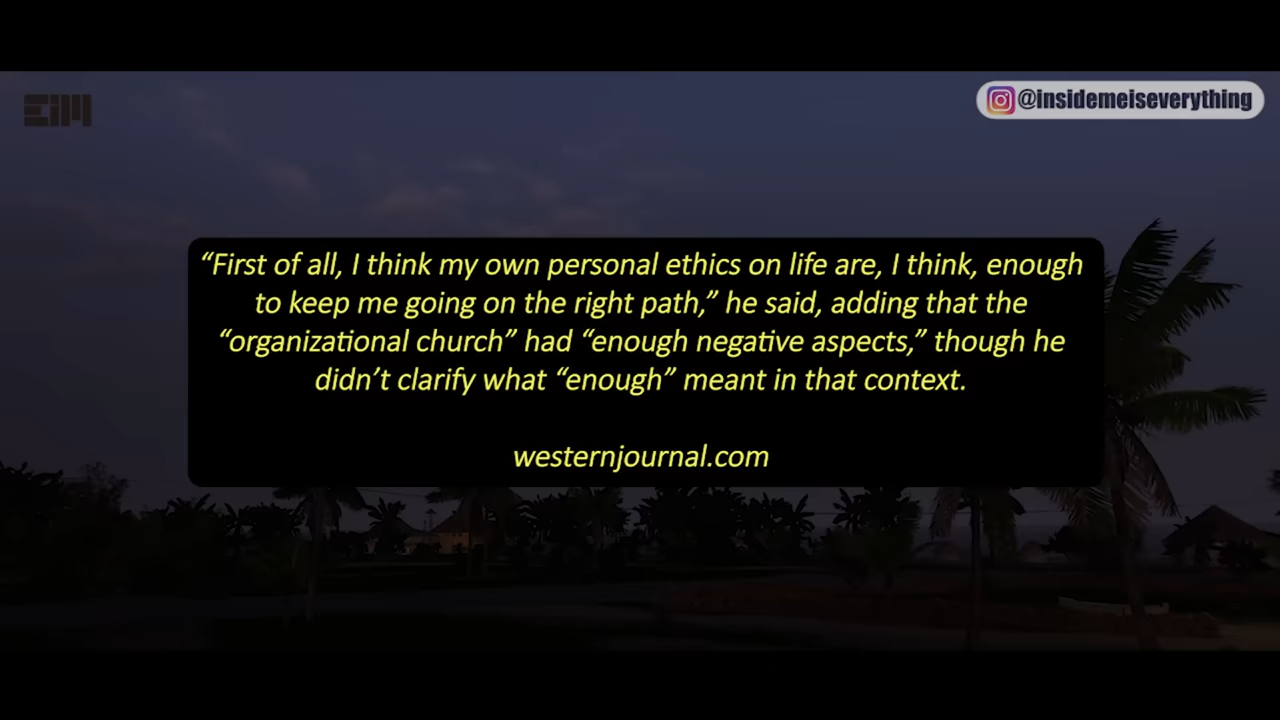 EiM
@insidemeiseverything
“First of all, I think my own personal ethics on life are, I think, enough
to keep me going on the right path,” he said, adding that the
“organizational church” had “enough negative aspects,” though he
didn’t clarify what “enough” meant in that context.
westernjournal.com